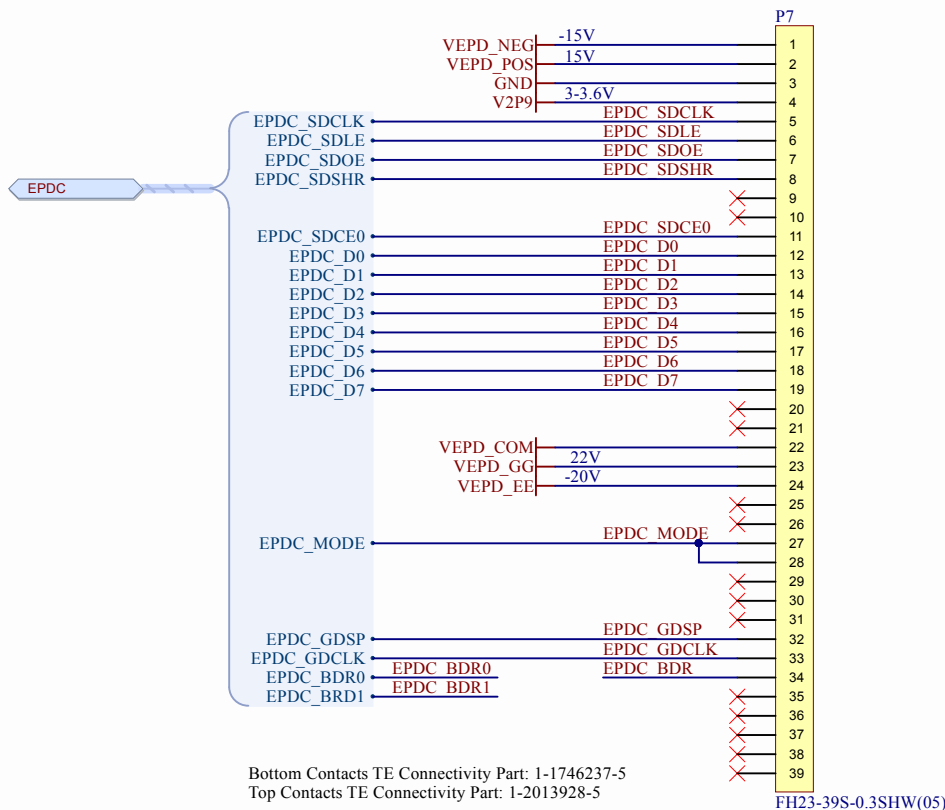 P7
VEPD_NEG -15V 1
VEPD_POS 15V 2
GND 3
V2P9 3-3.6V 4
EPDC_SDCLK EPDC_SDCLK 5
EPDC_SDLE EPDC_SDLE 6
EPDC_SDOE EPDC_SDOE 7
EPDC_SDSHR EPDC_SDSHR 8
EPDC
9
10
EPDC_SDCE0 EPDC_SDCE0 11
EPDC_D0 EPDC_D0 12
EPDC_D1 EPDC_D1 13
EPDC_D2 EPDC_D2 14
EPDC_D3 EPDC_D3 15
EPDC_D4 EPDC_D4 16
EPDC_D5 EPDC_D5 17
EPDC_D6 EPDC_D6 18
EPDC_D7 EPDC_D7 19
20
21
VEPD_COM 22
VEPD_GG 22V 23
VEPD_EE -20V 24
25
26
EPDC_MODE EPDC_MODE 27
28
29
30
31
EPDC_GDSP EPDC_GDSP 32
EPDC_GDCLK EPDC_GDCLK 33
EPDC_BDR0 EPDC_BDR0 EPDC_BDR 34
EPDC_BRD1 EPDC_BDR1 35
36
37
38
39
Bottom Contacts TE Connectivity Part: 1-1746237-5
Top Contacts TE Connectivity Part: 1-2013928-5
FH23-39S-0.3SHW(05)